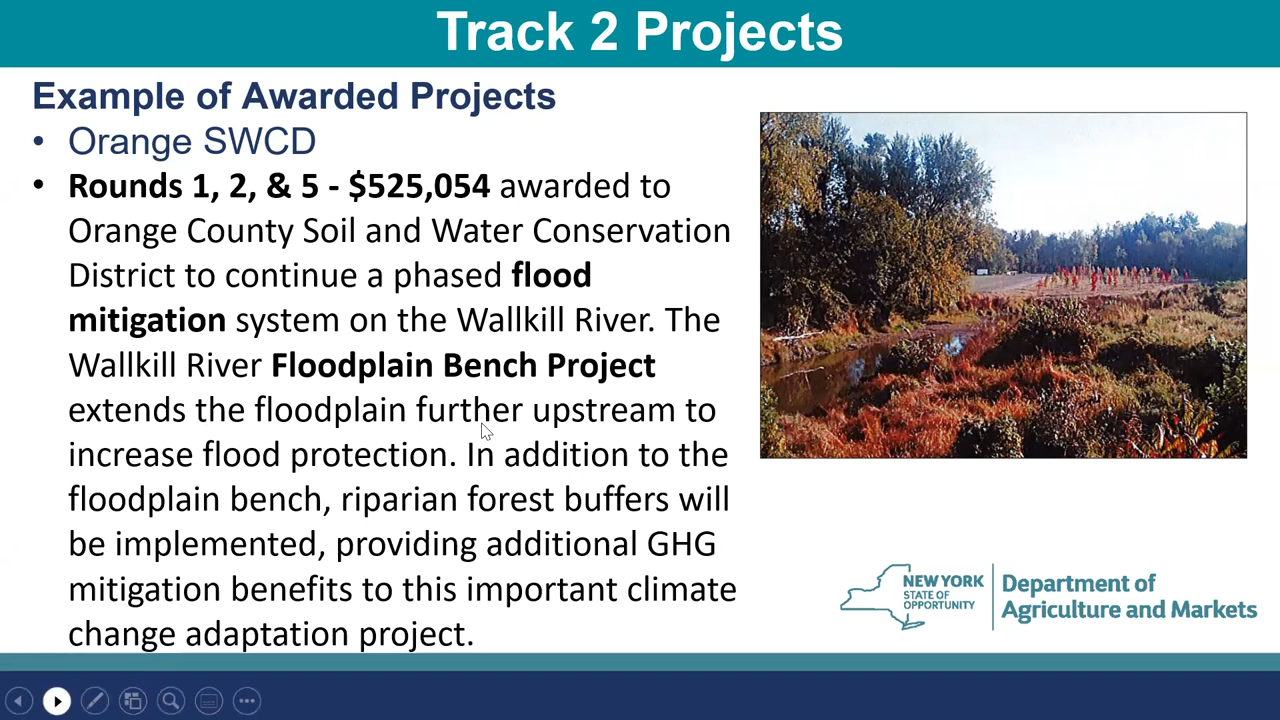 Track 2 Projects
Example of Awarded Projects
• Orange SWCD
• Rounds 1, 2, & 5 - $525,054 awarded to
Orange County Soil and Water Conservation
District to continue a phased flood
mitigation system on the Wallkill River. The
Wallkill River Floodplain Bench Project
extends the floodplain further upstream to
increase flood protection. In addition to the
floodplain bench, riparian forest buffers will
be implemented, providing additional GHG
mitigation benefits to this important climate
change adaptation project.
NEW YORK
STATE OF
OPPORTUNITY
Department of
Agriculture and Markets